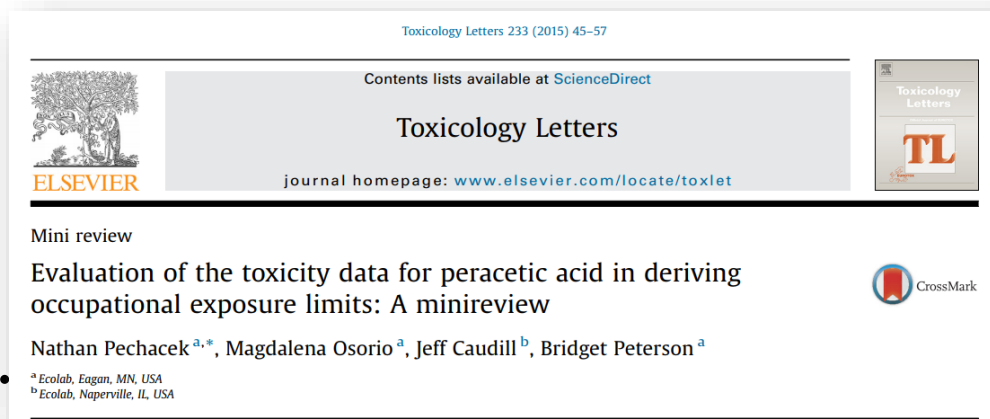 Toxicology Letters 233 (2015) 45–57
Contents lists available at ScienceDirect
Toxicology Letters
journal homepage: www.elsevier.com/locate/toxlet
ELSEVIER
Toxicology
Letters
TL
Mini review
Evaluation of the toxicity data for peracetic acid in deriving
occupational exposure limits: A minireview
CrossMark
Nathan Pechacek a,*, Magdalena Osorio a, Jeff Caudill b, Bridget Peterson a
a Ecolab, Eagan, MN, USA
b Ecolab, Naperville, IL, USA